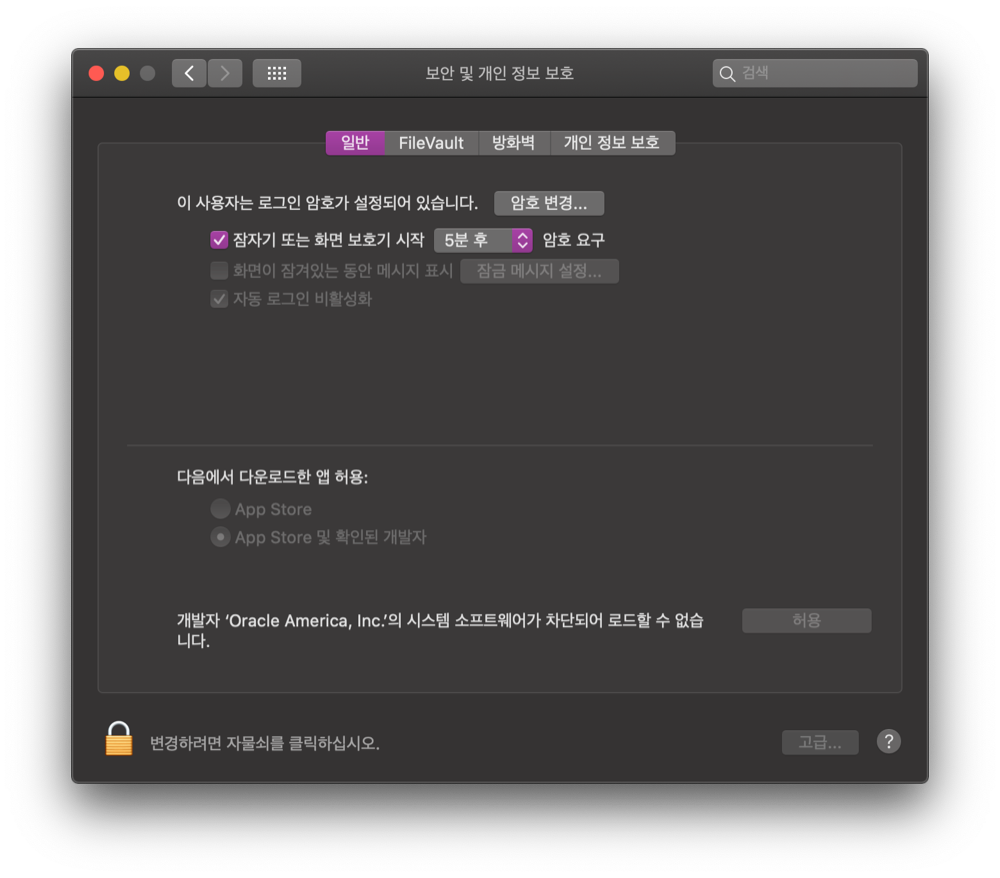 보안 및 개인 정보 보호
검색
일반 FileVault 방화벽 개인 정보 보호
이 사용자는 로그인 암호가 설정되어 있습니다. 암호 변경...
잠자기 또는 화면 보호기 시작 5분 후 암호 요구
화면이 잠겨있는 동안 메시지 표시 잠금 메시지 설정...
자동 로그인 비활성화
다음에서 다운로드한 앱 허용:
App Store
App Store 및 확인된 개발자
개발자 ‘Oracle America, Inc.’의 시스템 소프트웨어가 차단되어 로드할 수 없습
니다.
허용
변경하려면 자물쇠를 클릭하십시오.
고급... ?